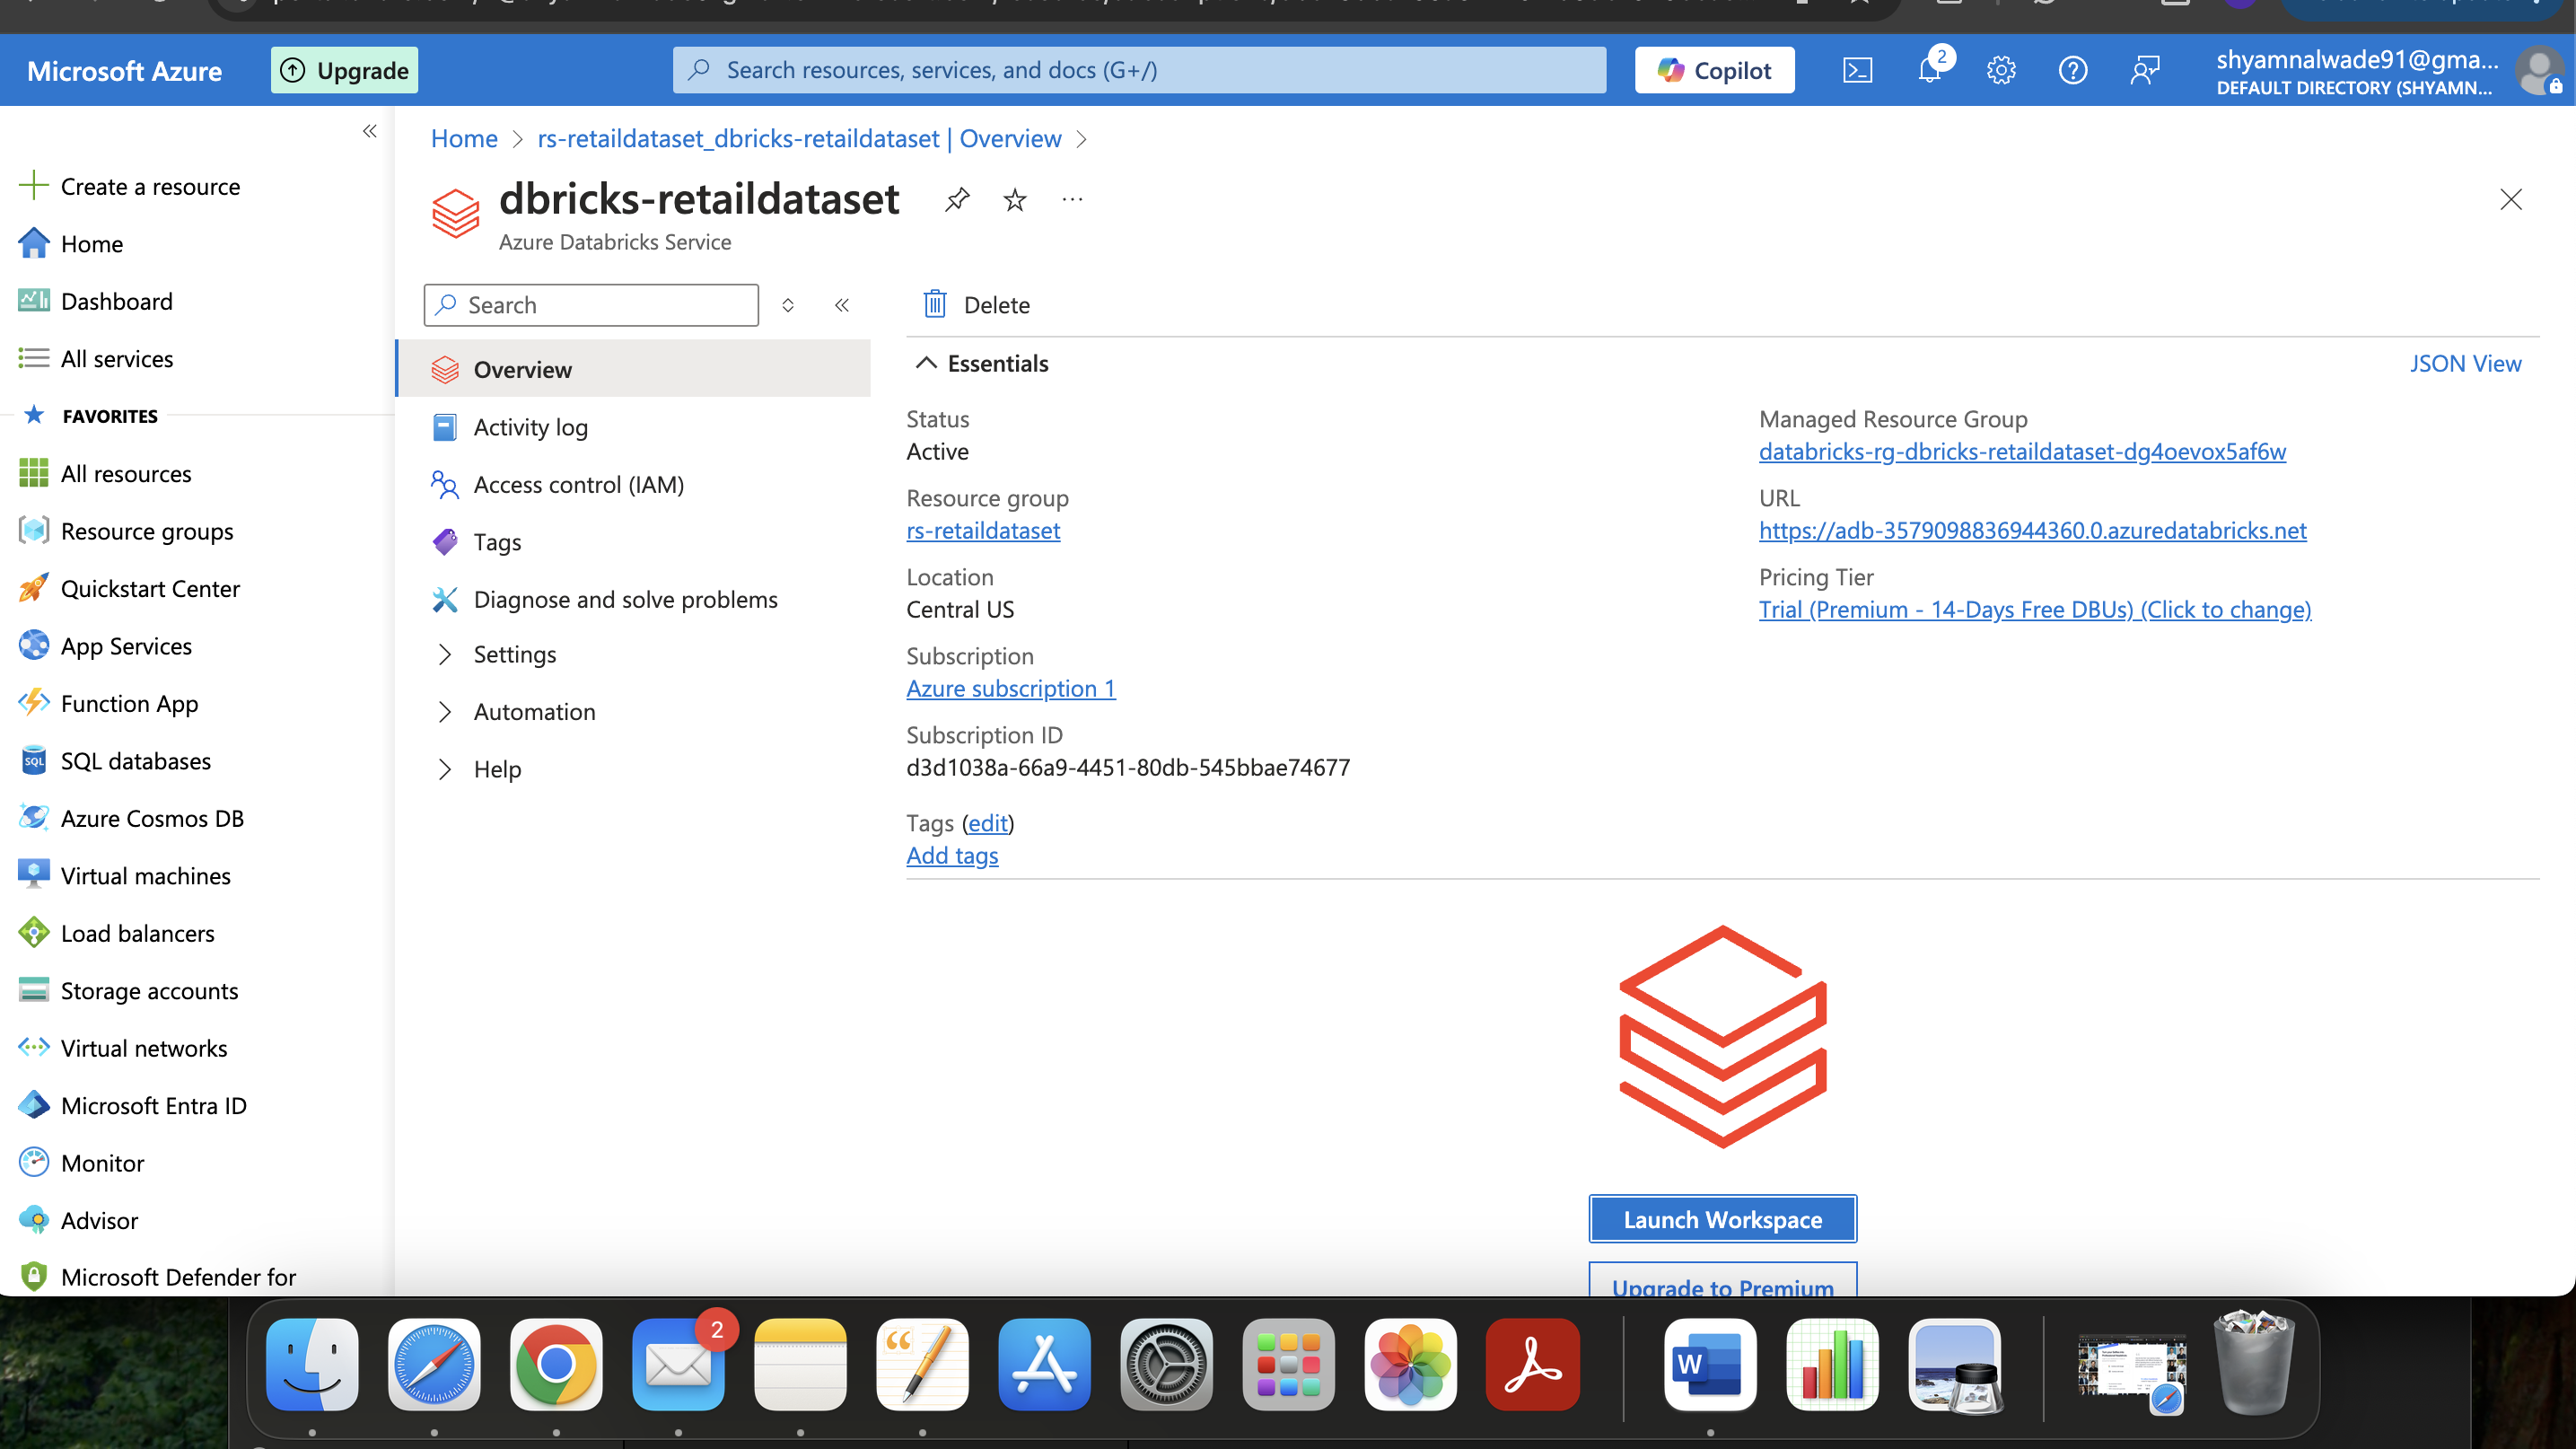 Microsoft Azure
Upgrade
Search resources, services, and docs (G+/)
Copilot
2
shyamnalwade91@gma...
DEFAULT DIRECTORY (SHYAMN...
Create a resource
Home
Dashboard
All services
FAVORITES
All resources
Resource groups
Quickstart Center
App Services
Function App
SQL databases
Azure Cosmos DB
Virtual machines
Load balancers
Storage accounts
Virtual networks
Microsoft Entra ID
Monitor
Advisor
Microsoft Defender for
Home > rs-retaildataset_dbricks-retaildataset | Overview >
dbricks-retaildataset
Azure Databricks Service
Search
Overview
Activity log
Access control (IAM)
Tags
Diagnose and solve problems
Settings
Automation
Help
Delete
Essentials
JSON View
Status
Active
Resource group
rs-retaildataset
Location
Central US
Subscription
Azure subscription 1
Subscription ID
d3d1038a-66a9-4451-80db-545bbae74677
Tags (edit)
Add tags
Managed Resource Group
databricks-rg-dbricks-retaildataset-dg4oevox5af6w
URL
https://adb-3579098836944360.0.azuredatabricks.net
Pricing Tier
Trial (Premium - 14-Days Free DBUs) (Click to change)
Launch Workspace
Upgrade to Premium
2
W